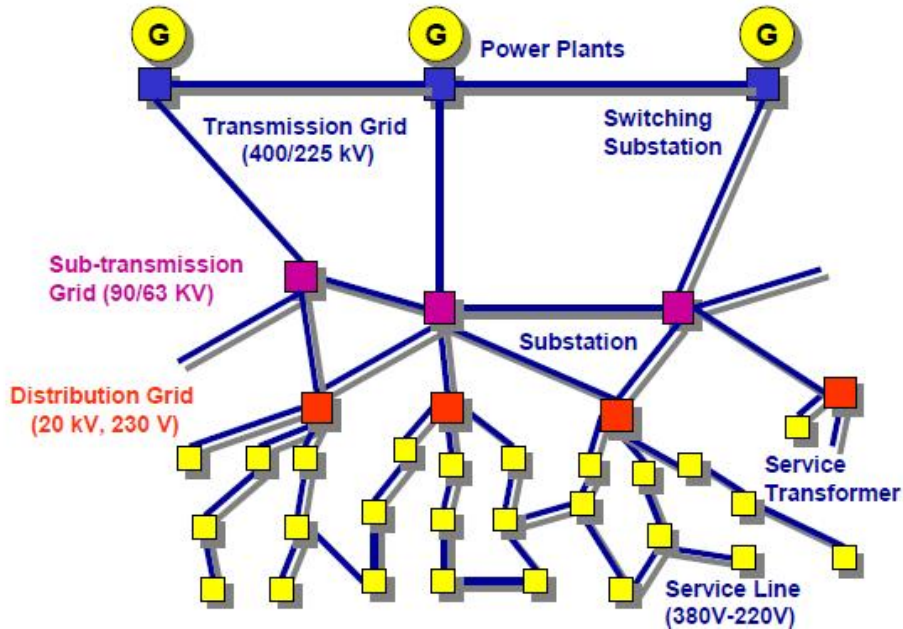 G
G
G
Power Plants
Transmission Grid
(400/225 kV)
Switching
Substation
Sub-transmission
Grid (90/63 KV)
Substation
Distribution Grid
(20 kV, 230 V)
Service
Transformer
Service Line
(380V-220V)